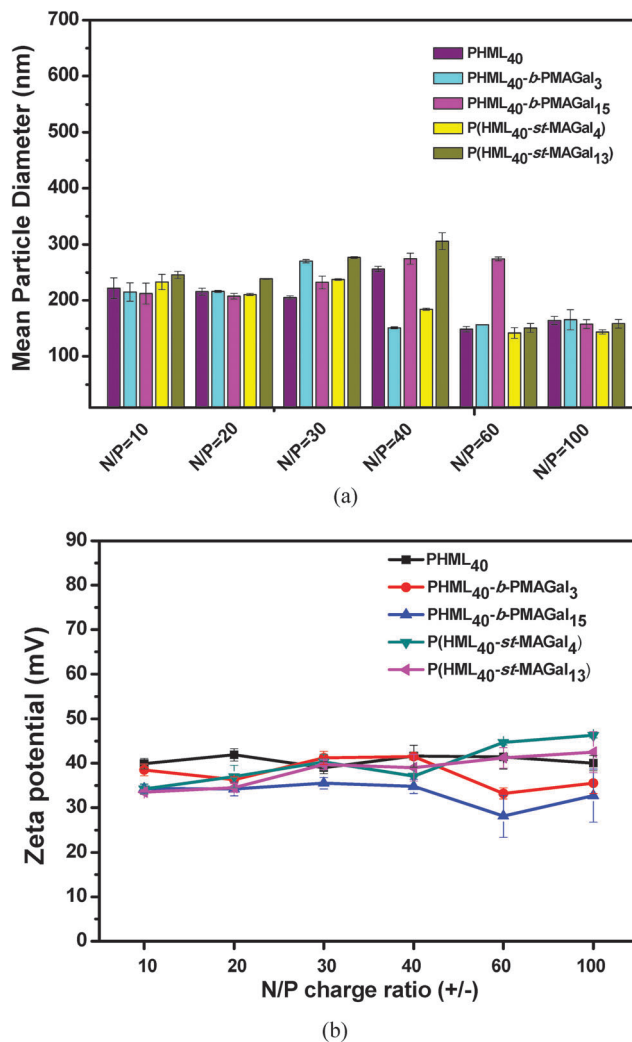 700
600
500
400
300
200
100
Mean Particle Diameter (nm)
PHML40
PHML40-b-PMAGal3
PHML40-b-PMAGal15
P(HML40-st-MAGal4)
P(HML40-st-MAGal13)
N/P=10
N/P=20
N/P=30
N/P=40
N/P=60
N/P=100
(a)
90
80
70
60
50
40
30
20
10
0
Zeta potential (mV)
PHML40
PHML40-b-PMAGal3
PHML40-b-PMAGal15
P(HML40-st-MAGal4)
P(HML40-st-MAGal13)
10 20 30 40 60 100
N/P charge ratio (+/-)
(b)